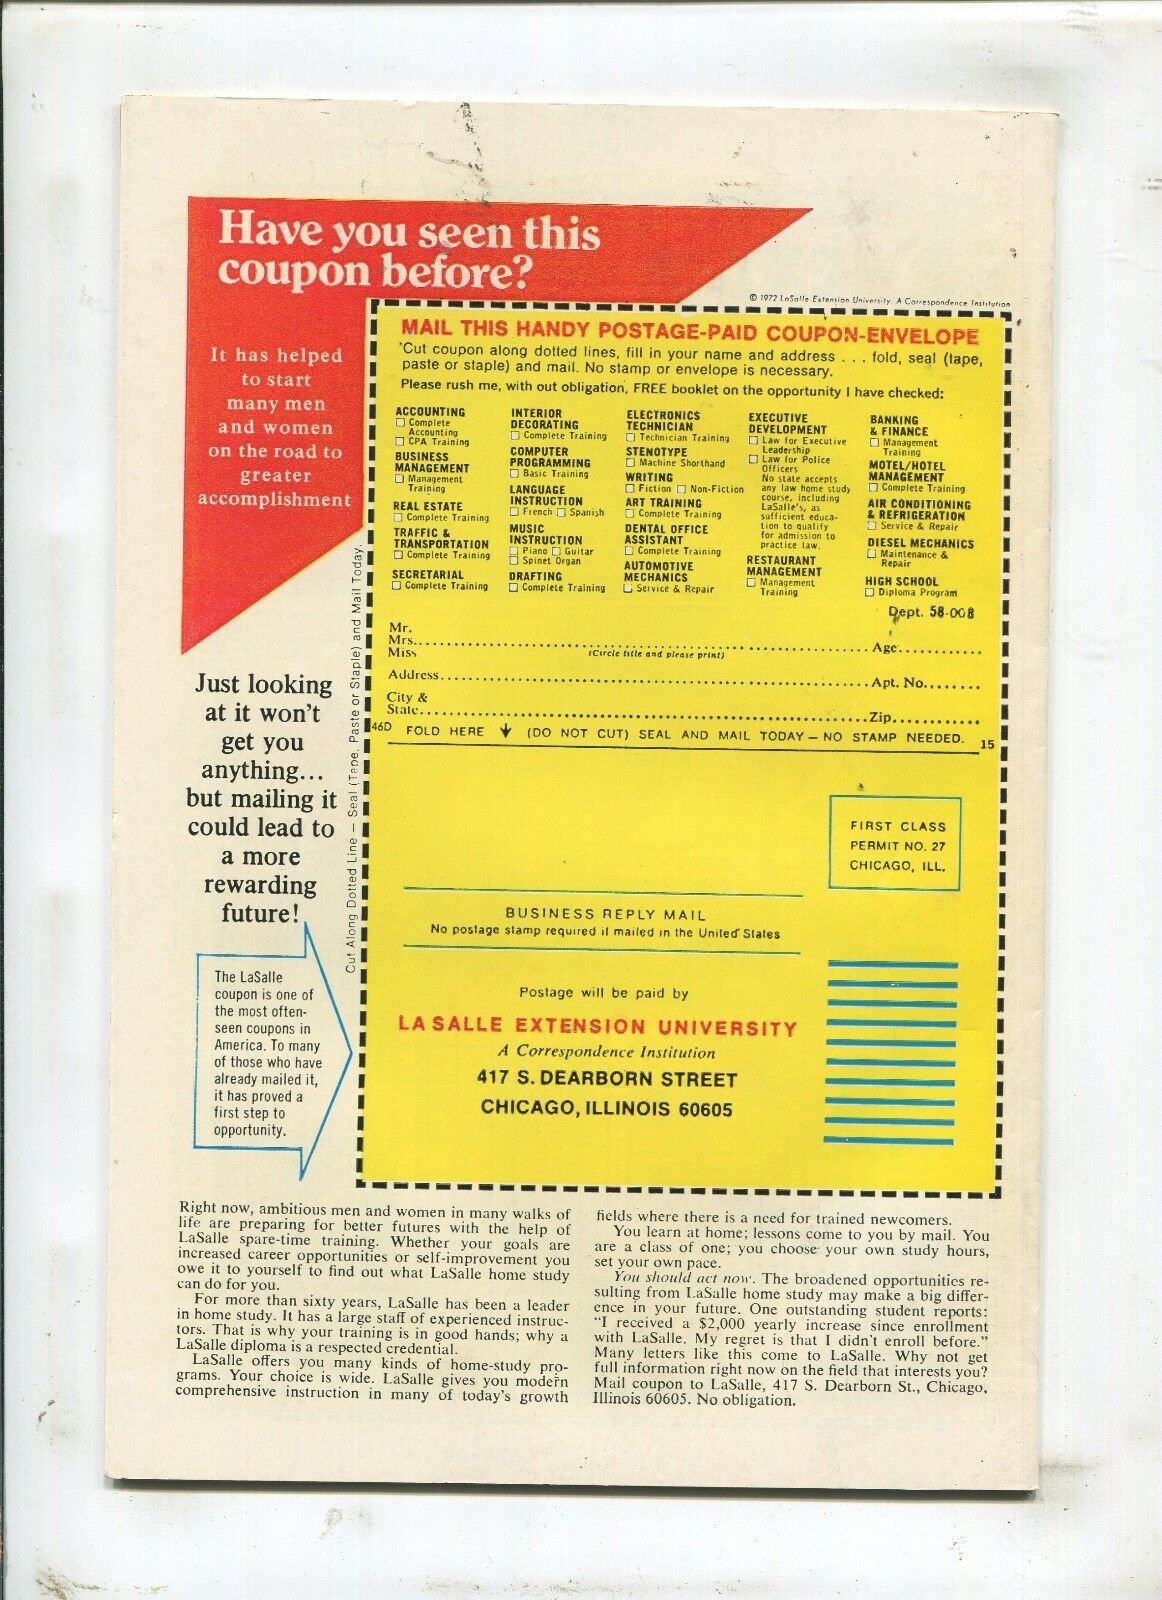 Have you seen this
coupon before?
It has helped
to start
many men
and women
on the road to
greater
accomplishment
© 1972 LaSalle Extension University. A Correspondence Institution
MAIL THIS HANDY POSTAGE-PAID COUPON-ENVELOPE
Cut coupon along dotted lines, fill in your name and address . . . fold, seal (tape,
paste or staple) and mail. No stamp or envelope is necessary.
Please rush me, with out obligation, FREE booklet on the opportunity I have checked:
ACCOUNTING
☐ Complete
Accounting
☐ CPA Training
BUSINESS
MANAGEMENT
☐ Management
Training
REAL ESTATE
☐ Complete Training
TRAFFIC &
TRANSPORTATION
☐ Complete Training
SECRETARIAL
☐ Complete Training
INTERIOR
DECORATING
☐ Complete Training
COMPUTER
PROGRAMMING
☐ Basic Training
LANGUAGE
INSTRUCTION
☐ French ☐ Spanish
MUSIC
INSTRUCTION
☐ Piano ☐ Guitar
☐ Spinet Organ
DRAFTING
☐ Complete Training
ELECTRONICS
TECHNICIAN
☐ Technician Training
STENOTYPE
☐ Machine Shorthand
WRITING
☐ Fiction ☐ Non-Fiction
ART TRAINING
☐ Complete Training
DENTAL OFFICE
ASSISTANT
☐ Complete Training
AUTOMOTIVE
MECHANICS
☐ Service & Repair
EXECUTIVE
DEVELOPMENT
☐ Law for Executive
Leadership
☐ Law for Police
Officers
No state accepts
any law home study
course, including
LaSalle's, as
sufficient educa-
tion to qualify
for admission to
practice law.
RESTAURANT
MANAGEMENT
☐ Management
Training
BANKING
& FINANCE
☐ Management
Training
MOTEL/HOTEL
MANAGEMENT
☐ Complete Training
AIR CONDITIONING
& REFRIGERATION
☐ Service & Repair
DIESEL MECHANICS
☐ Maintenance &
Repair
HIGH SCHOOL
☐ Diploma Program
Dept. 58-008
Mr.
Mrs. Age
Miss (Circle title and please print)
Address Apt. No.
City &
State Zip
46D FOLD HERE ↓ (DO NOT CUT) SEAL AND MAIL TODAY – NO STAMP NEEDED. 15
Cut Along Dotted Line – Seal (Tape, Paste or Staple) and Mail Today.
Just looking
at it won't
get you
anything...
but mailing it
could lead to
a more
rewarding
future!
The LaSalle
coupon is one of
the most often-
seen coupons in
America. To many
of those who have
already mailed it,
it has proved a
first step to
opportunity.
FIRST CLASS
PERMIT NO. 27
CHICAGO, ILL.
BUSINESS REPLY MAIL
No postage stamp required if mailed in the United States
Postage will be paid by
LA SALLE EXTENSION UNIVERSITY
A Correspondence Institution
417 S. DEARBORN STREET
CHICAGO, ILLINOIS 60605
Right now, ambitious men and women in many walks of
life are preparing for better futures with the help of
LaSalle spare-time training. Whether your goals are
increased career opportunities or self-improvement you
owe it to yourself to find out what LaSalle home study
can do for you.
For more than sixty years, LaSalle has been a leader
in home study. It has a large staff of experienced instruc-
tors. That is why your training is in good hands; why a
LaSalle diploma is a respected credential.
LaSalle offers you many kinds of home-study pro-
grams. Your choice is wide. LaSalle gives you modern
comprehensive instruction in many of today's growth
fields where there is a need for trained newcomers.
You learn at home; lessons come to you by mail. You
are a class of one; you choose your own study hours,
set your own pace.
You should act now. The broadened opportunities re-
sulting from LaSalle home study may make a big differ-
ence in your future. One outstanding student reports:
"I received a $2,000 yearly increase since enrollment
with LaSalle. My regret is that I didn't enroll before."
Many letters like this come to LaSalle. Why not get
full information right now on the field that interests you?
Mail coupon to LaSalle, 417 S. Dearborn St., Chicago,
Illinois 60605. No obligation.